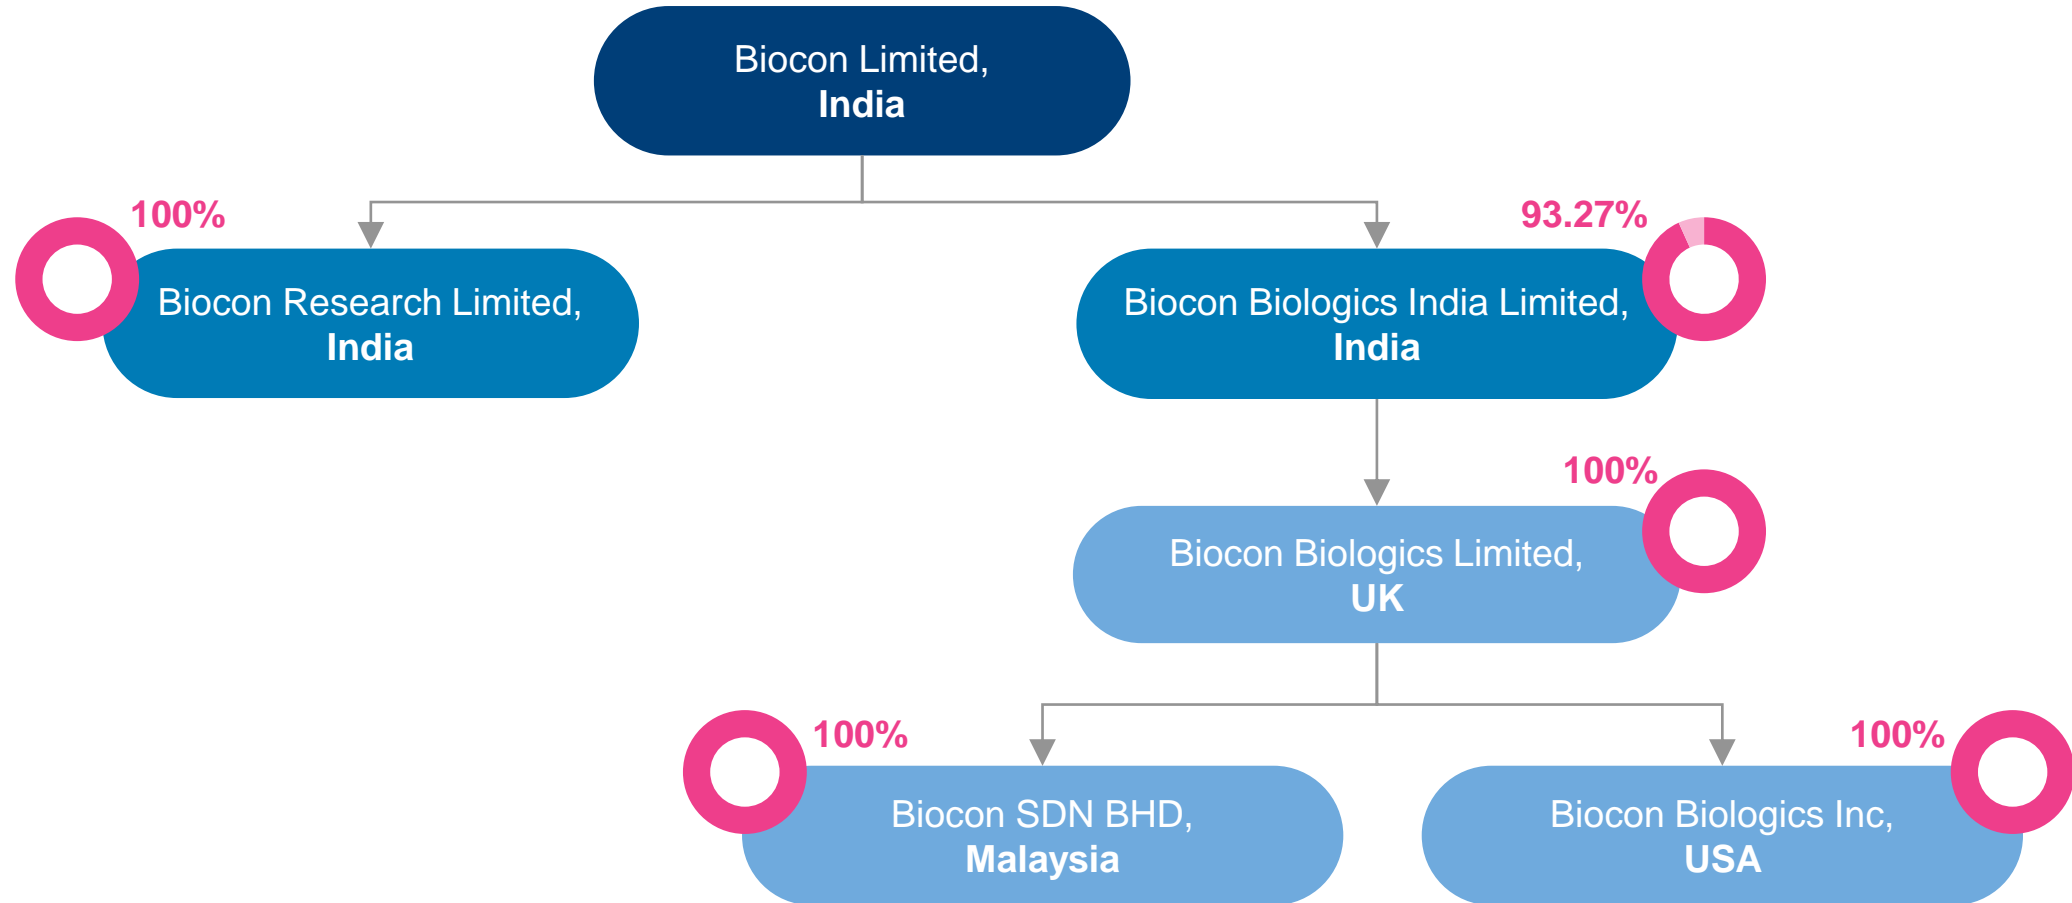 Biocon Limited,
India
100%
93.27%
Biocon Research Limited,
India
Biocon Biologics India Limited,
India
100%
Biocon Biologics Limited,
UK
100%
100%
Biocon SDN BHD,
Malaysia
Biocon Biologics Inc,
USA